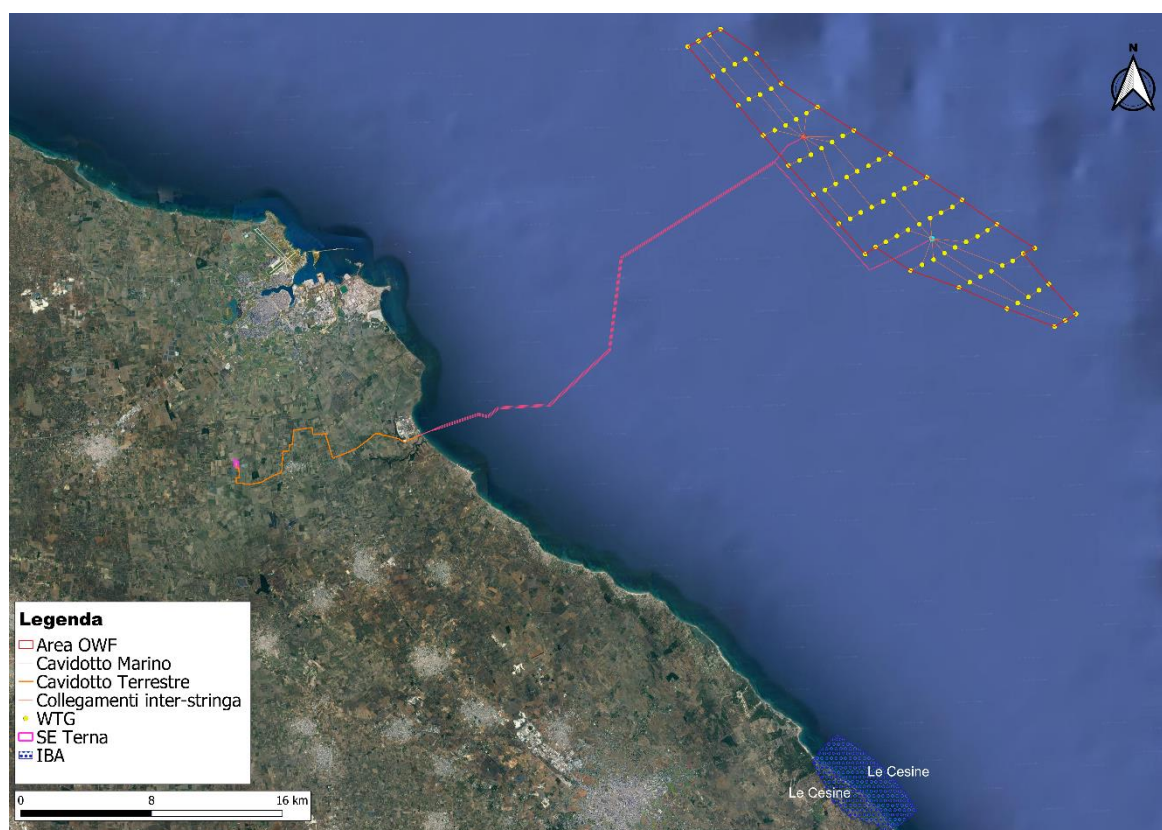 N
Le Cesine
Le Cesine
Legenda
Area OWF
Cavidotto Marino
Cavidotto Terrestre
Collegamenti inter-stringa
WTG
SE Terna
IBA
0 8 16 km